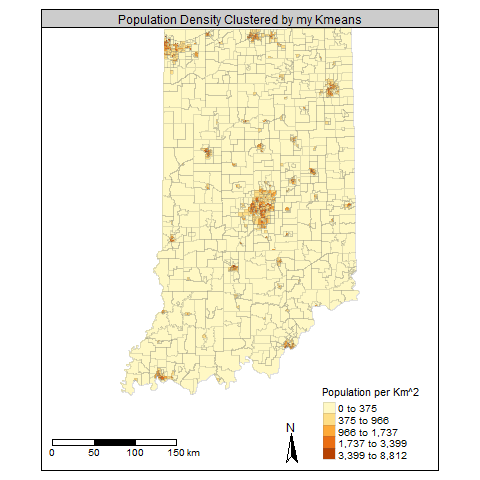 Population Density Clustered by my Kmeans
Population per Km^2
0 to 375
375 to 966
966 to 1,737
1,737 to 3,399
3,399 to 8,812
N
0 50 100 150 km